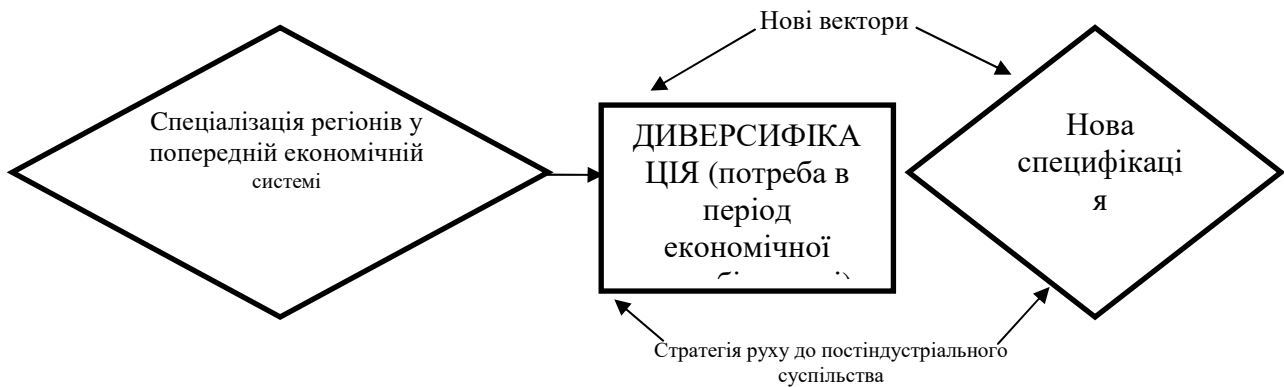 Нові вектори
Спеціалізація регіонів у
попередній економічній
системі
ДИВЕРСИФІКА
ЦІЯ (потреба в
період
економічної
Нова
специфікаці
я
Стратегія руху до постіндустріального
суспільства